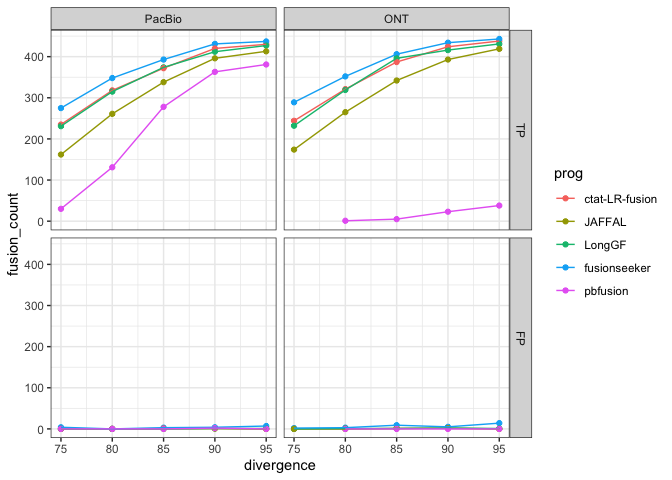 PacBio
ONT
400
300
200
100
0
TP
400
300
200
100
0
FP
fusion_count
75
80
85
90
95
75
80
85
90
95
divergence
prog
ctat-LR-fusion
JAFFAL
LongGF
fusionseeker
pbfusion